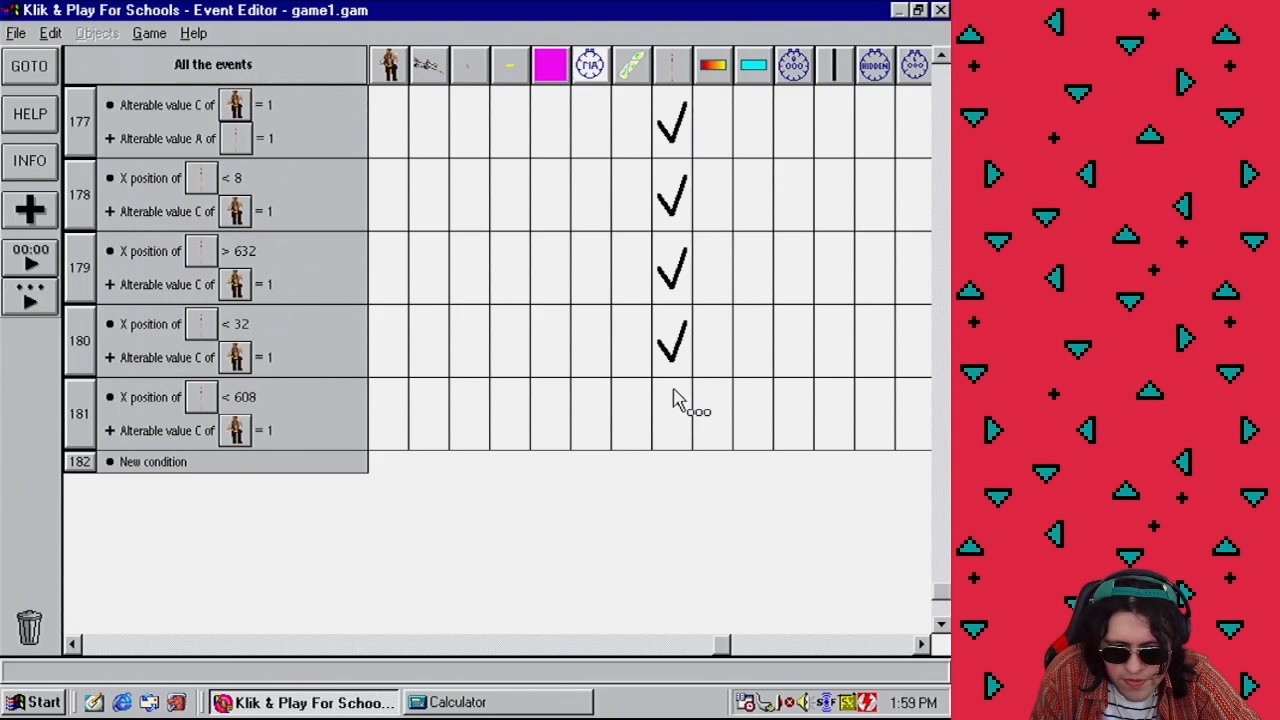 Klik & Play For Schools - Event Editor - game1.gam
File Edit Objects Game Help
GOTO
All the events
000
HIDDEN
HELP
INFO
00:00
177
Alterable value C of = 1
+ Alterable value A of = 1
178
X position of < 8
+ Alterable value C of = 1
179
X position of > 632
+ Alterable value C of = 1
180
X position of < 32
+ Alterable value C of = 1
181
X position of < 608
+ Alterable value C of = 1
182
New condition
Start
Klik & Play For Schoo...
Calculator
1:59 PM